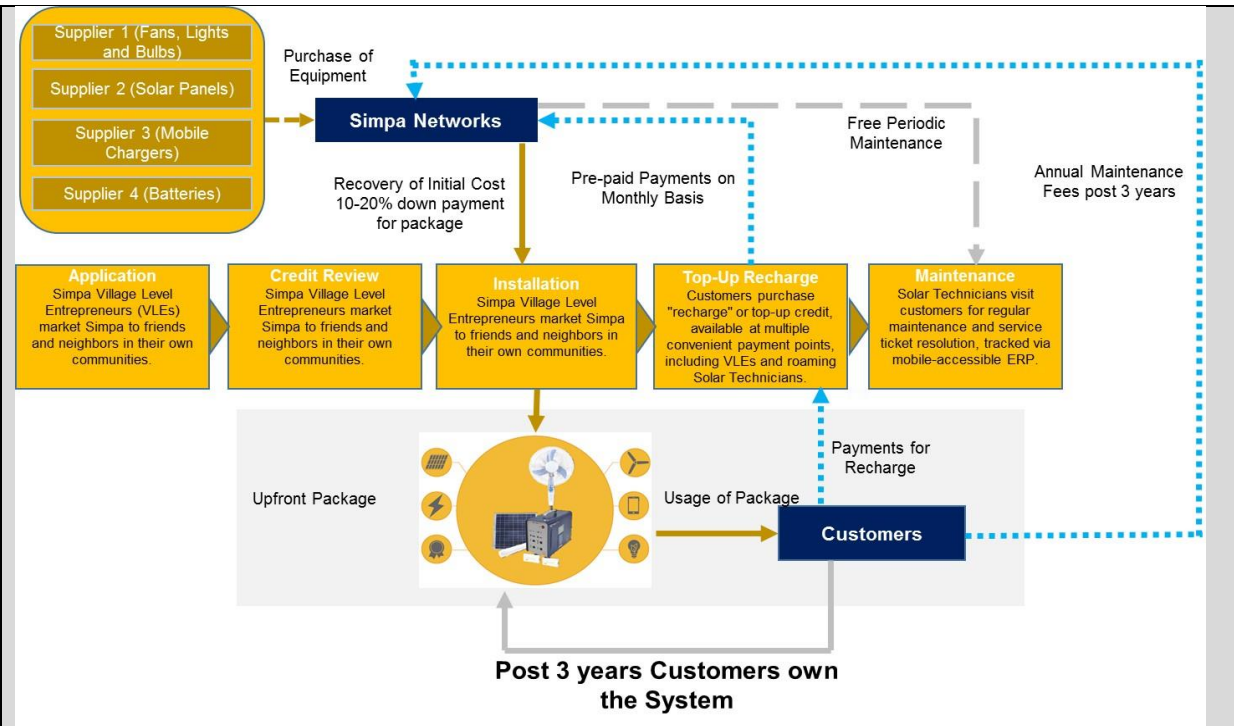 Supplier 1 (Fans, Lights
and Bulbs)
Supplier 2 (Solar Panels)
Supplier 3 (Mobile
Chargers)
Supplier 4 (Batteries)
Purchase of
Equipment
Simpa Networks
Free Periodic
Maintenance
Annual Maintenance
Fees post 3 years
Recovery of Initial Cost
10-20% down payment
for package
Pre-paid Payments on
Monthly Basis
Application
Simpa Village Level
Entrepreneurs (VLEs)
market Simpa to friends
and neighbors in their own
communities.
Credit Review
Simpa Village Level
Entrepreneurs market
Simpa to friends and
neighbors in their own
communities.
Installation
Simpa Village Level
Entrepreneurs market Simpa
to friends and neighbors in
their own communities.
Top-Up Recharge
Customers purchase
"recharge" or top-up credit,
available at multiple
convenient payment points,
including VLEs and roaming
Solar Technicians.
Maintenance
Solar Technicians visit
customers for regular
maintenance and service
ticket resolution, tracked via
mobile-accessible ERP.
Upfront Package
Usage of Package
Payments for
Recharge
Customers
Post 3 years Customers own
the System